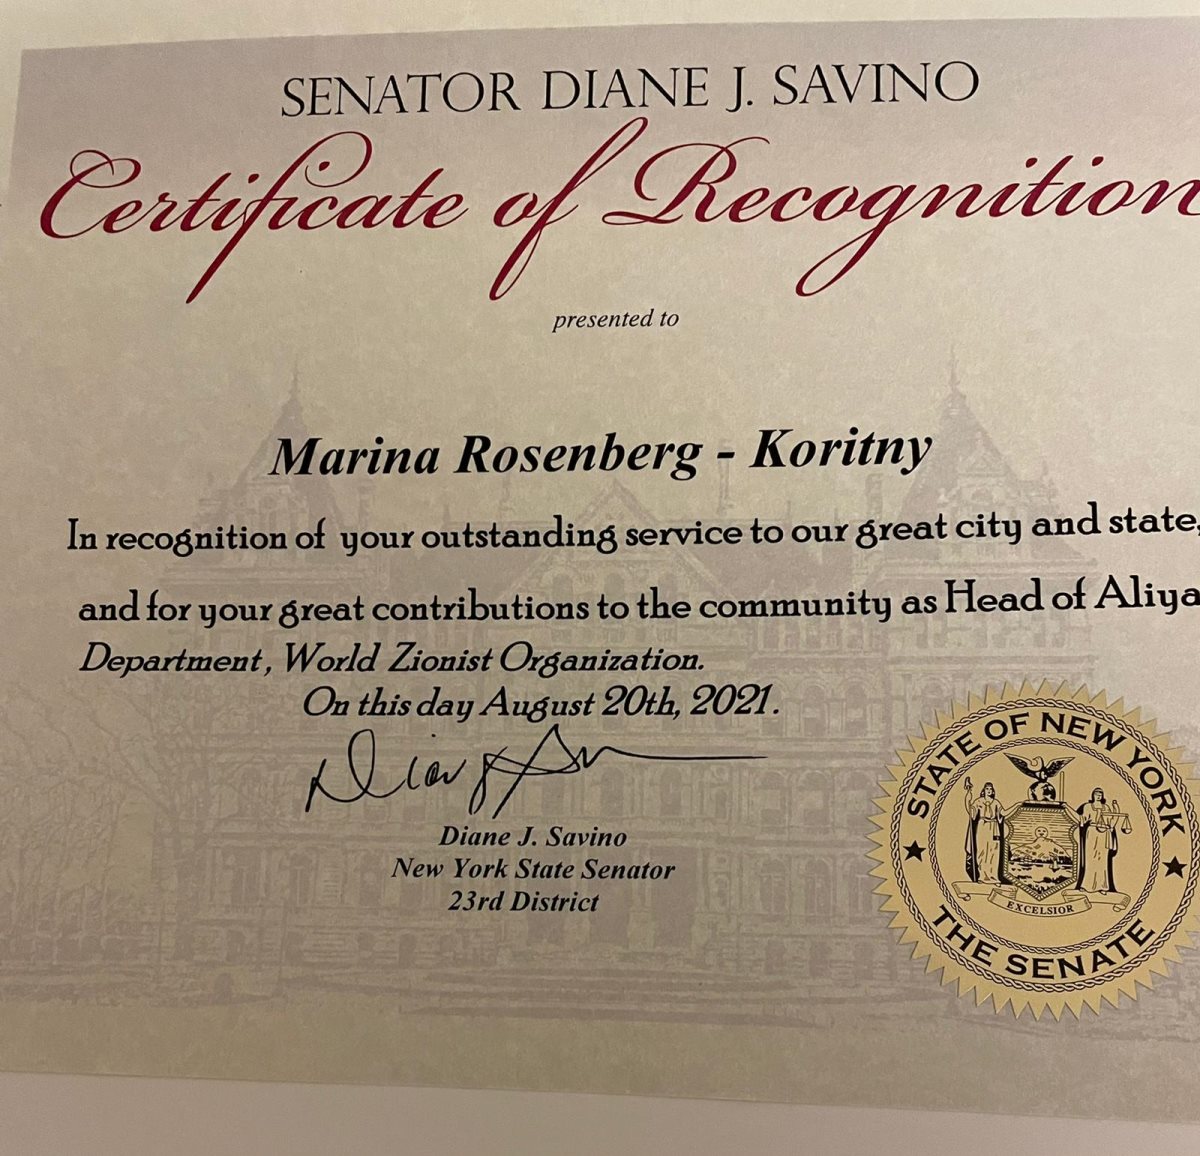 SENATOR DIANE J. SAVINO
Certificate of Recognition
presented to
Marina Rosenberg - Koritny
In recognition of your outstanding service to our great city and state,
and for your great contributions to the community as Head of Aliya
Department, World Zionist Organization.
On this day August 20th, 2021.
Diane J. Savino
Diane J. Savino
New York State Senator
23rd District
STATE OF NEW YORK
EXCELSIOR
THE SENATE